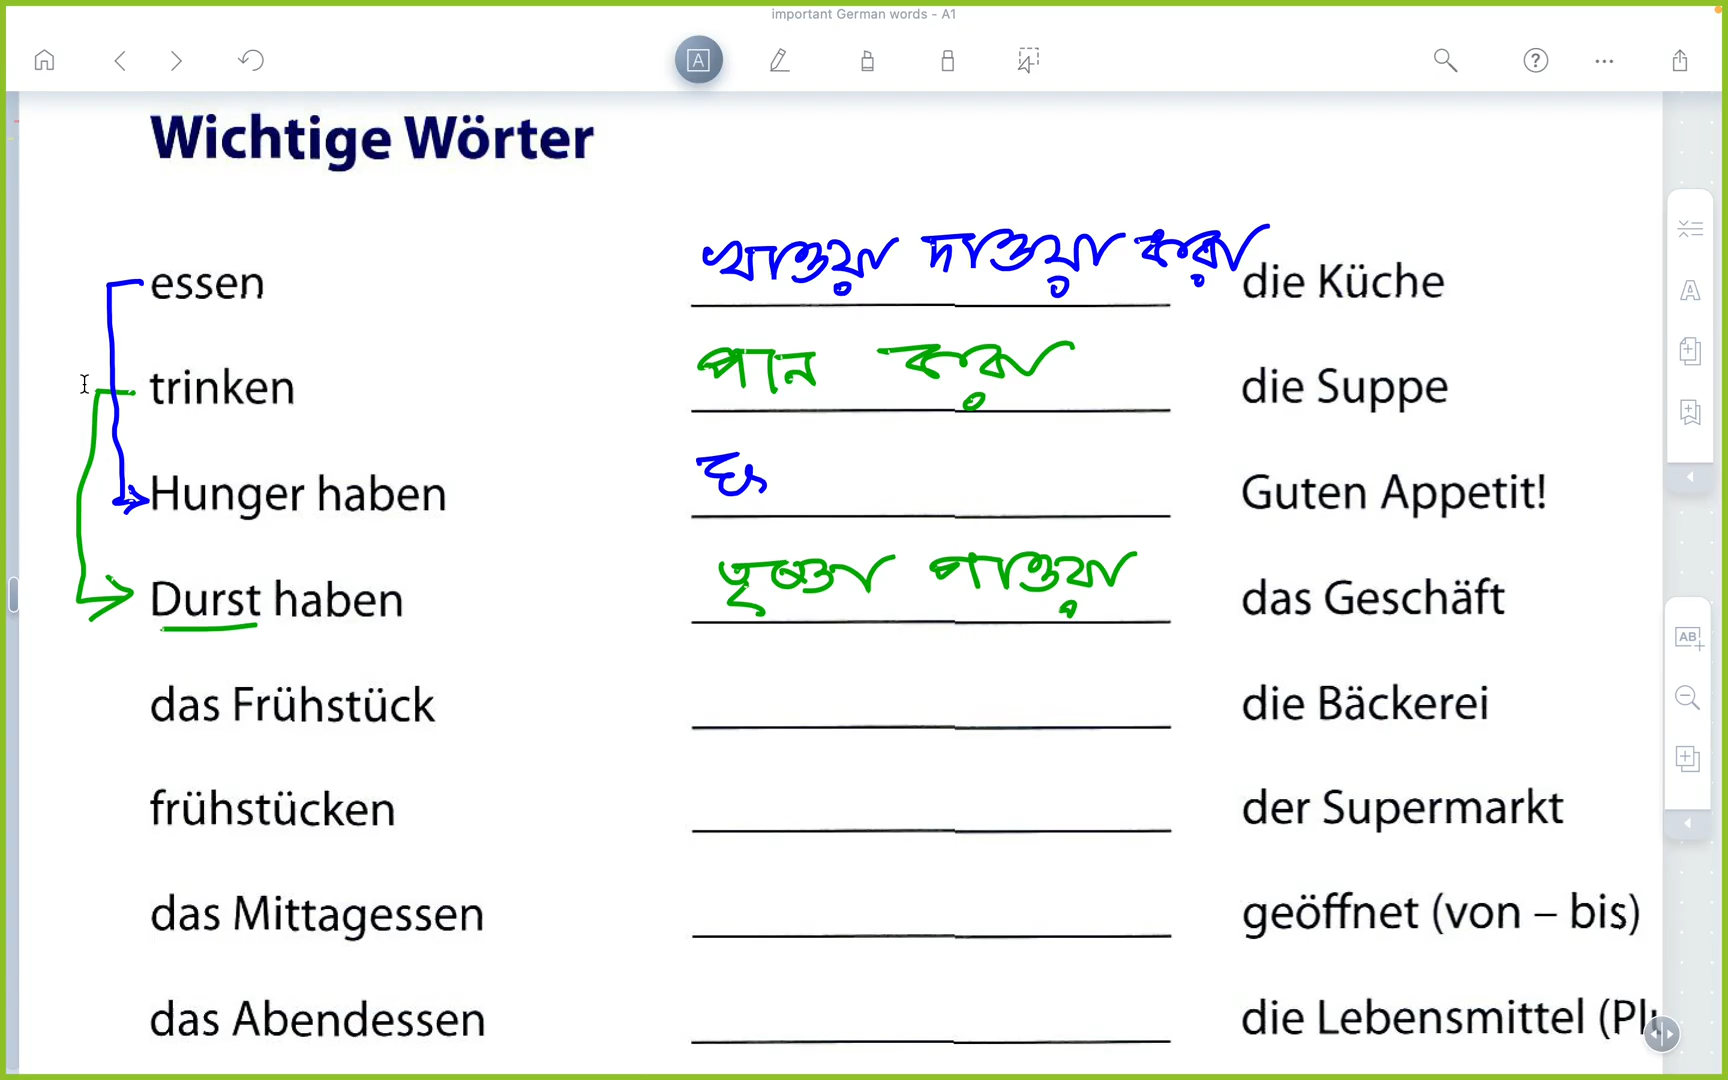 important German words - A1
A
?
Wichtige Wörter
essen খাওয়া দাওয়া করা die Küche
trinken পান করা die Suppe
Hunger haben Guten Appetit!
Durst haben তৃষ্ণা পাওয়া das Geschäft
das Frühstück die Bäckerei
frühstücken der Supermarkt
das Mittagessen geöffnet (von – bis)
das Abendessen die Lebensmittel (Plu
A
AB